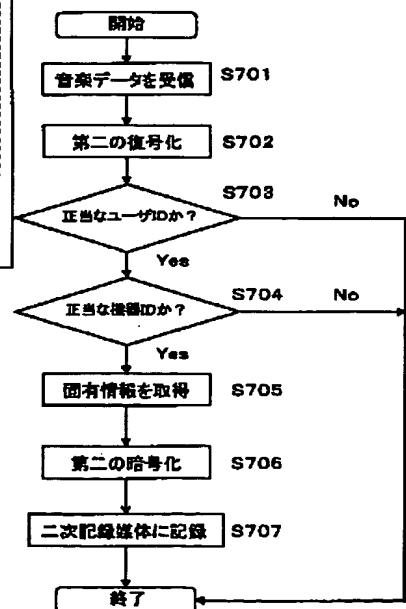 開始
音楽データを受信 S701
第二の復号化 S702
正当なユーザIDか? S703 No
Yes
正当な機器IDか? S704 No
Yes
固有情報を取得 S705
第二の暗号化 S706
二次記録媒体に記録 S707
終了